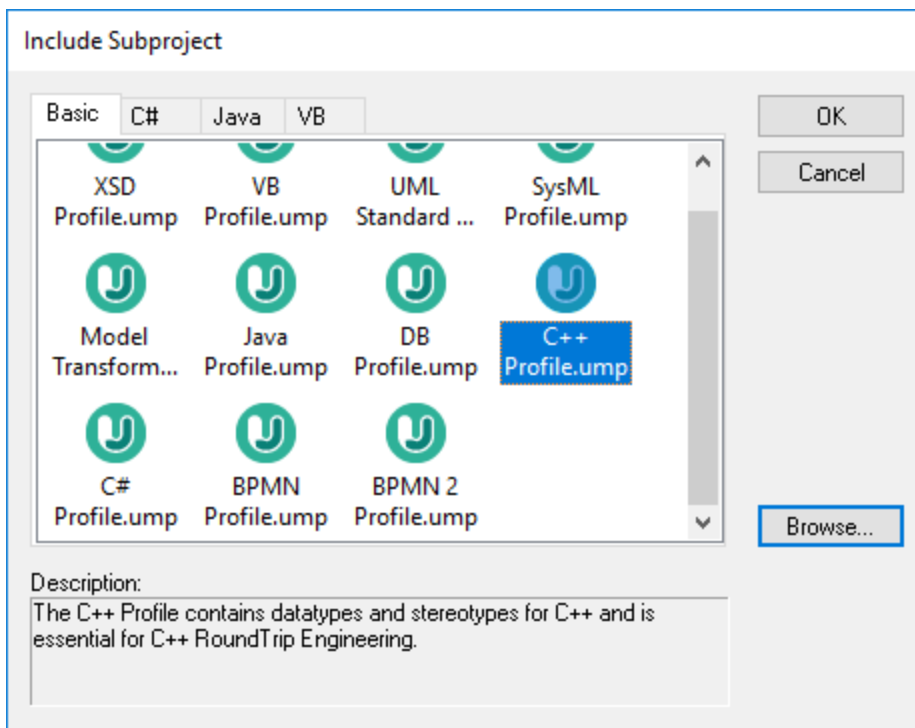 Include Subproject
Basic C# Java VB
OK
Cancel
XSD VB UML SysML
Profile.ump Profile.ump Standard ... Profile.ump
Model Java DB C++
Transform... Profile.ump Profile.ump Profile.ump
C# BPMN BPMN 2
Profile.ump Profile.ump Profile.ump
Browse...
Description:
The C++ Profile contains datatypes and stereotypes for C++ and is
essential for C++ RoundTrip Engineering.